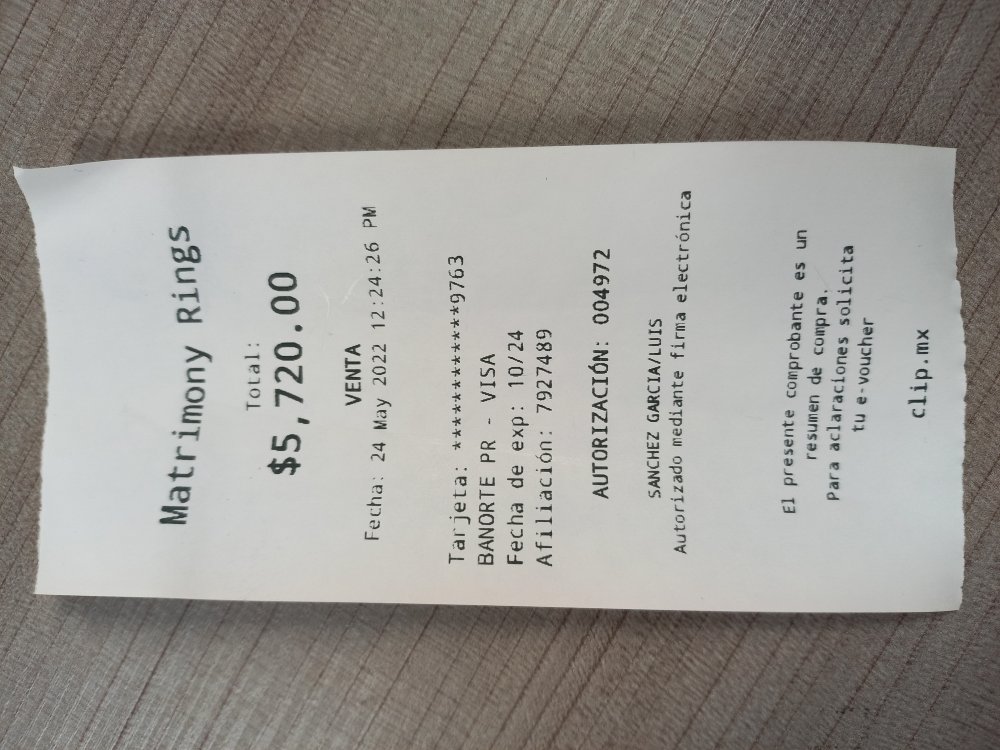 Matrimony Rings
Total:
$5,720.00
VENTA
Fecha: 24 May 2022 12:24:26 PM
Tarjeta: ************9763
BANORTE PR - VISA
Fecha de exp: 10/24
Afiliación: 7927489
AUTORIZACIÓN: 004972
SANCHEZ GARCIA/LUIS
Autorizado mediante firma electrónica
El presente comprobante es un
resumen de compra.
Para aclaraciones solicita
tu e-voucher
clip.mx